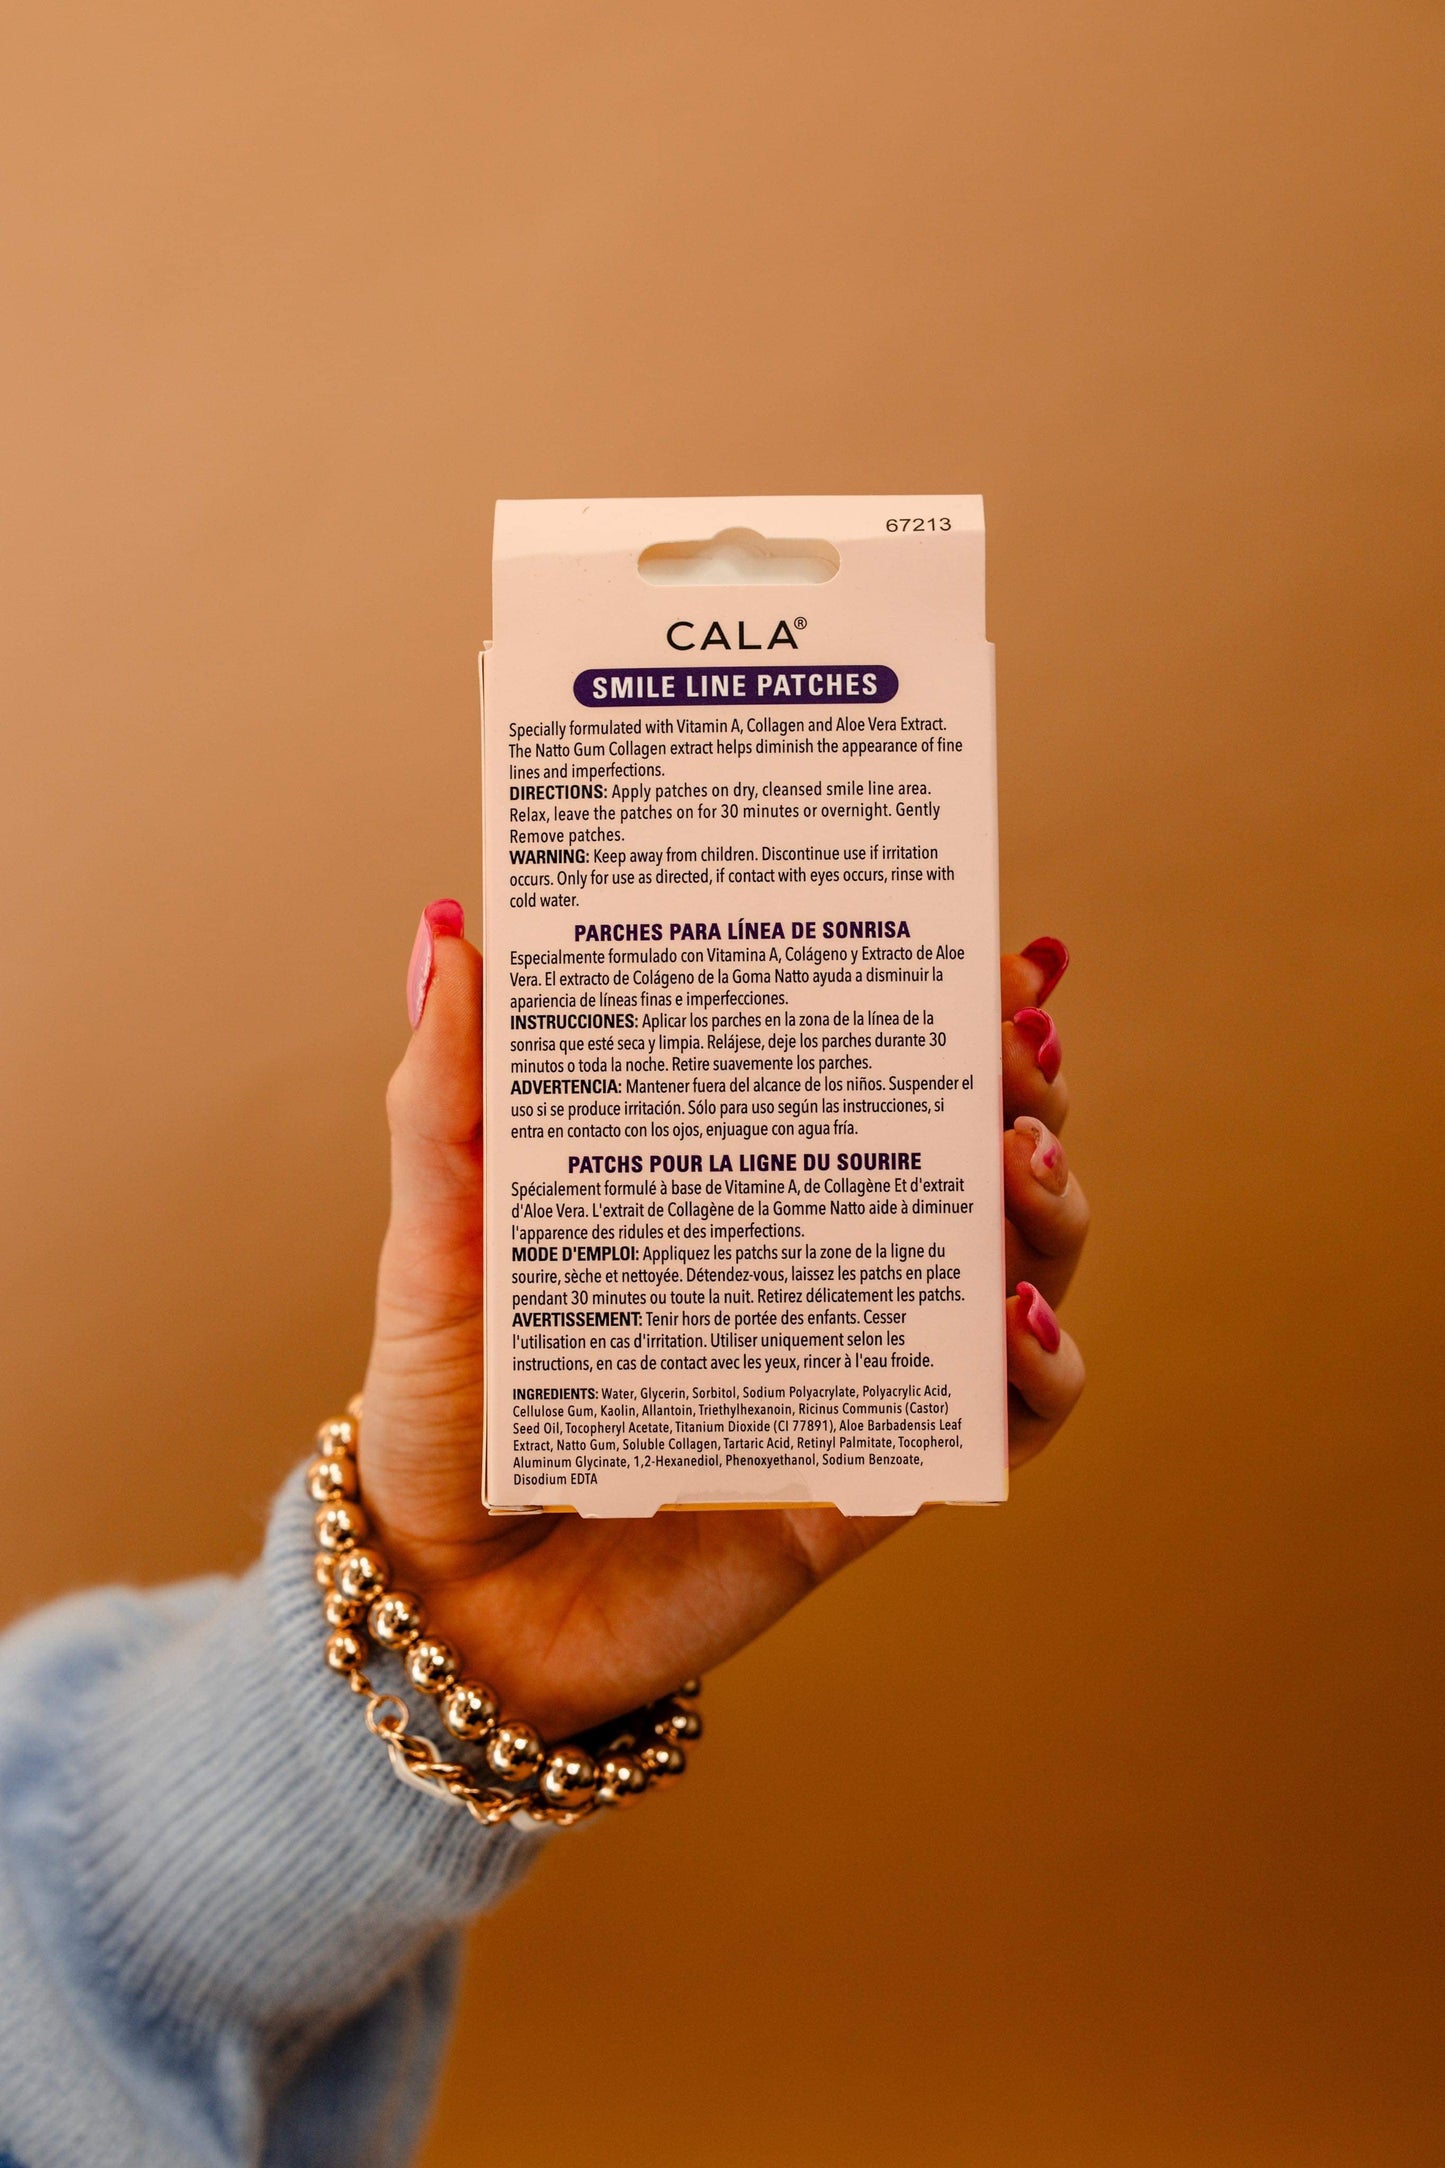 67213
CALA®
SMILE LINE PATCHES
Specially formulated with Vitamin A, Collagen and Aloe Vera Extract.
The Natto Gum Collagen extract helps diminish the appearance of fine
lines and imperfections.
DIRECTIONS: Apply patches on dry, cleansed smile line area.
Relax, leave the patches on for 30 minutes or overnight. Gently
Remove patches.
WARNING: Keep away from children. Discontinue use if irritation
occurs. Only for use as directed, if contact with eyes occurs, rinse with
cold water.
PARCHES PARA LÍNEA DE SONRISA
Especialmente formulado con Vitamina A, Colágeno y Extracto de Aloe
Vera. El extracto de Colágeno de la Goma Natto ayuda a disminuir la
apariencia de líneas finas e imperfecciones.
INSTRUCCIONES: Aplicar los parches en la zona de la línea de la
sonrisa que esté seca y limpia. Relájese, deje los parches durante 30
minutos o toda la noche. Retire suavemente los parches.
ADVERTENCIA: Mantener fuera del alcance de los niños. Suspender el
uso si se produce irritación. Sólo para uso según las instrucciones, si
entra en contacto con los ojos, enjuague con agua fría.
PATCHS POUR LA LIGNE DU SOURIRE
Spécialement formulé à base de Vitamine A, de Collagène Et d'extrait
d'Aloe Vera. L'extrait de Collagène de la Gomme Natto aide à diminuer
l'apparence des ridules et des imperfections.
MODE D'EMPLOI: Appliquez les patchs sur la zone de la ligne du
sourire, sèche et nettoyée. Détendez-vous, laissez les patchs en place
pendant 30 minutes ou toute la nuit. Retirez délicatement les patchs.
AVERTISSEMENT: Tenir hors de portée des enfants. Cesser
l'utilisation en cas d'irritation. Utiliser uniquement selon les
instructions, en cas de contact avec les yeux, rincer à l'eau froide.
INGREDIENTS: Water, Glycerin, Sorbitol, Sodium Polyacrylate, Polyacrylic Acid,
Cellulose Gum, Kaolin, Allantoin, Triethylhexanoin, Ricinus Communis (Castor)
Seed Oil, Tocopheryl Acetate, Titanium Dioxide (CI 77891), Aloe Barbadensis Leaf
Extract, Natto Gum, Soluble Collagen, Tartaric Acid, Retinyl Palmitate, Tocopherol,
Aluminum Glycinate, 1,2-Hexanediol, Phenoxyethanol, Sodium Benzoate,
Disodium EDTA